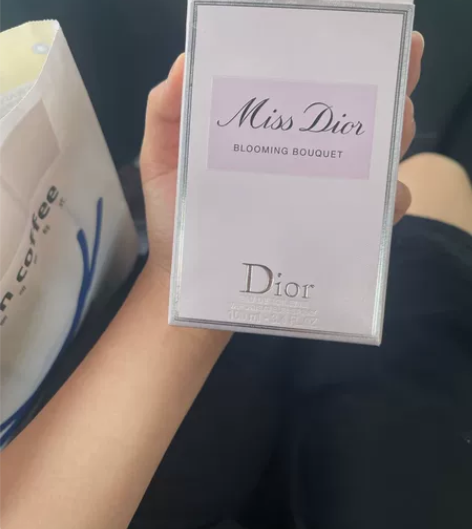 Miss Dior
BLOOMING BOUQUET
Dior
n coffee